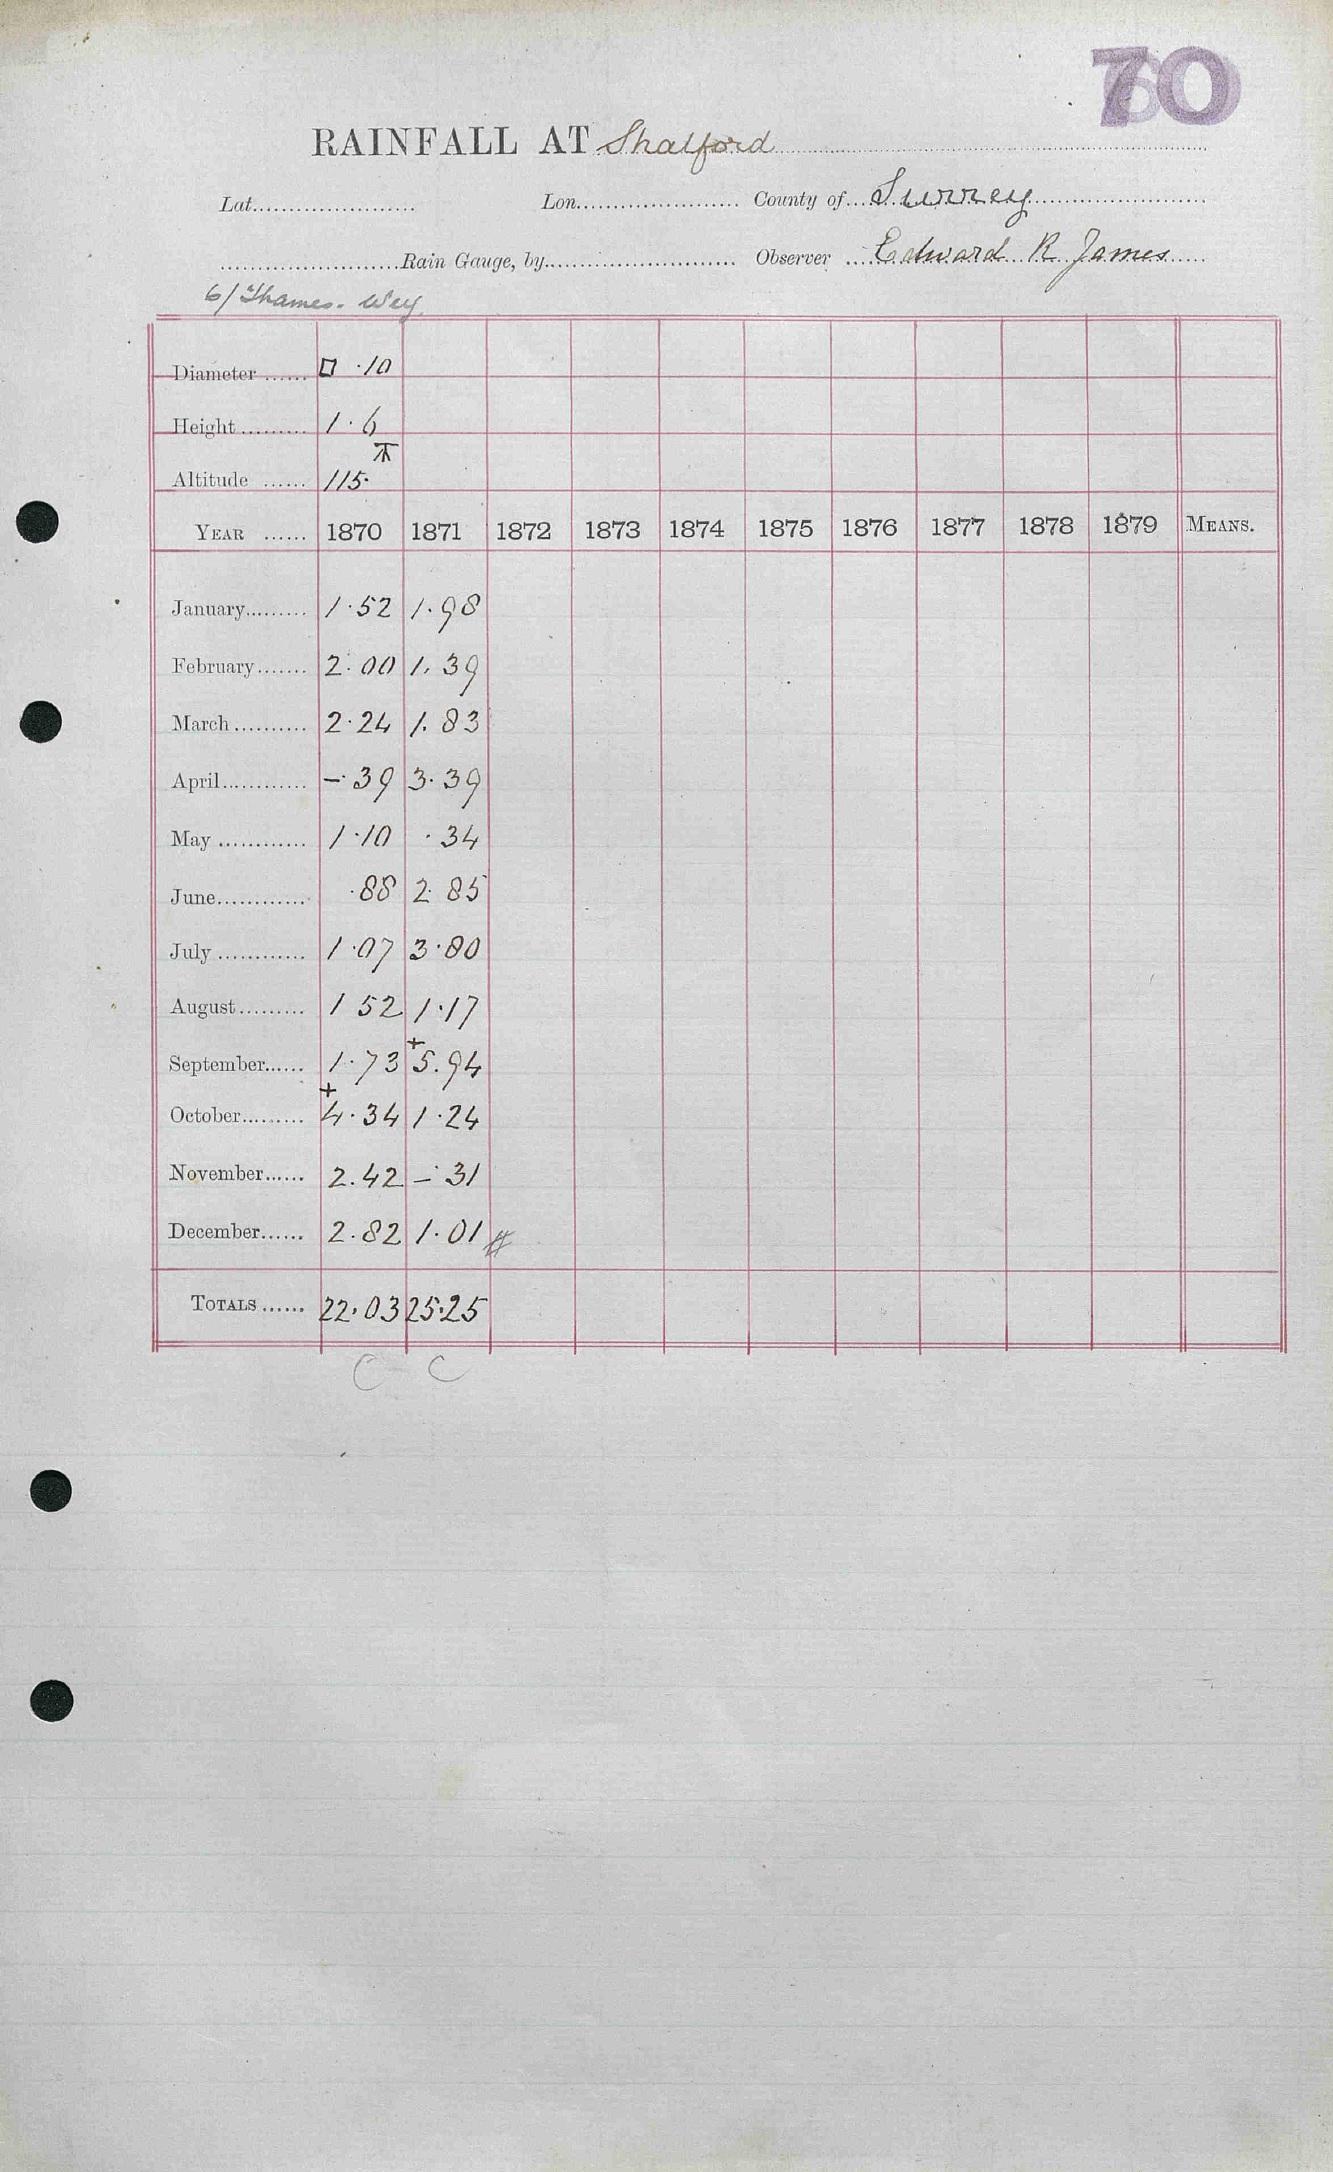 70
RAINFALL AT Shalford
Lat. Lon. County of Surrey
Rain Gauge, by Observer Edward R James
6/ Thames - Wey
Diameter ...... □ ·10
Height ......... 1·6
Altitude ...... 115·
YEAR ...... 1870 1871 1872 1873 1874 1875 1876 1877 1878 1879 MEANS.
January......... 1·52 1·98
February....... 2·00 1.39
March .......... 2·24 1.83
April............ -·39 3·39
May ............ 1·10 ·34
June............ ·88 2·85
July ............ 1·07 3·80
August......... 1 52 1·17
September...... 1·73 +5.94
October......... +4·34 1·24
November...... 2.42 -·31
December...... 2.82 1·01 #
TOTALS ...... 22·03 25·25
C C